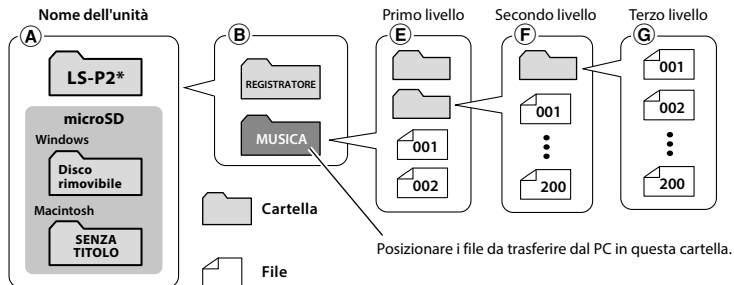 Nome dell'unità
A
LS-P2*
microSD
Windows
Disco
rimovibile
Macintosh
SENZA
TITOLO
B
REGISTRATORE
MUSICA
Cartella
File
Primo livello
E
001
002
Secondo livello
F
001
200
Terzo livello
G
001
002
200
Posizionare i file da trasferire dal PC in questa cartella.